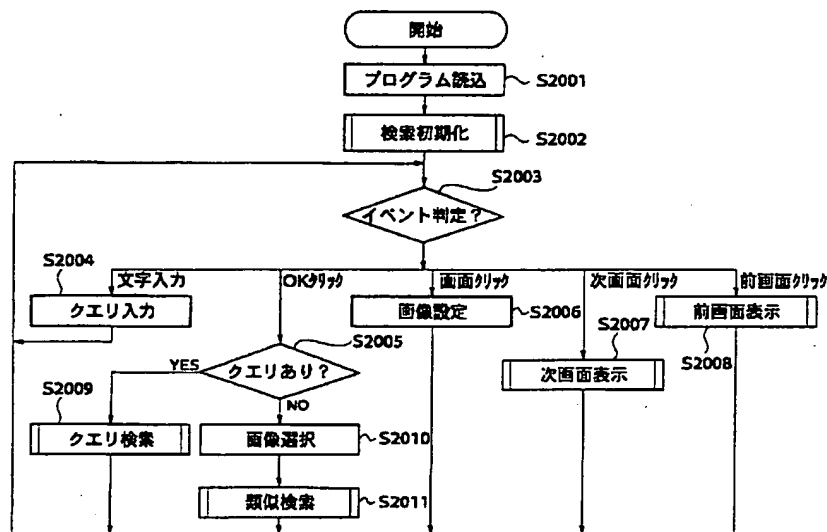 開始
プログラム読込
S2001
検索初期化
S2002
S2003
イベント判定?
S2004
文字入力
OKクリック
画面クリック
次画面クリック
前画面クリック
クエリ入力
画像設定
S2006
前画面表示
S2005
S2007
S2008
クエリあり?
次画面表示
YES
NO
S2009
クエリ検索
画像選択
S2010
類似検索
S2011